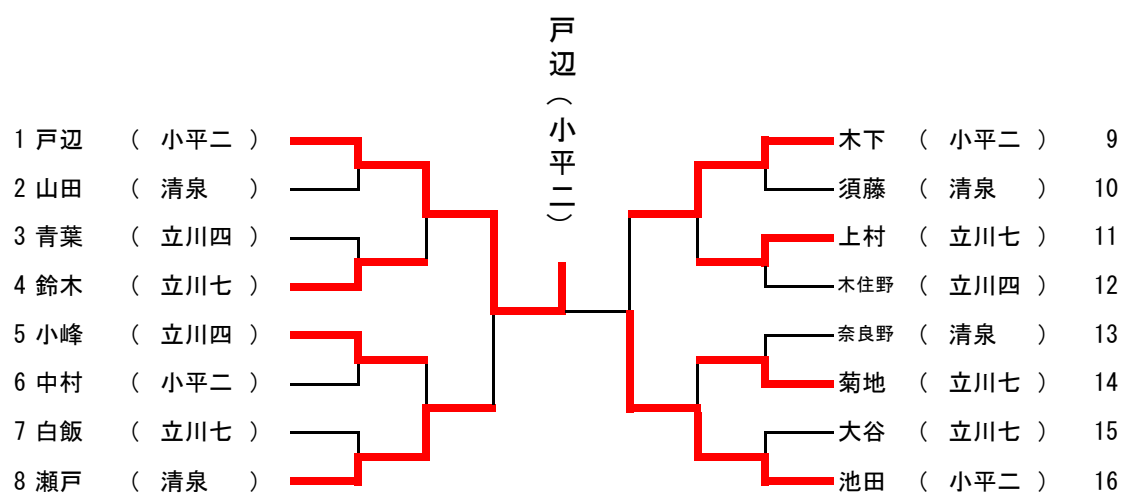 戸辺（小平二）
1 戸辺 （ 小平二 ）
2 山田 （ 清泉 ）
3 青葉 （ 立川四 ）
4 鈴木 （ 立川七 ）
5 小峰 （ 立川四 ）
6 中村 （ 小平二 ）
7 白飯 （ 立川七 ）
8 瀬戸 （ 清泉 ）
木下 （ 小平二 ） 9
須藤 （ 清泉 ） 10
上村 （ 立川七 ） 11
木住野 （ 立川四 ） 12
奈良野 （ 清泉 ） 13
菊地 （ 立川七 ） 14
大谷 （ 立川七 ） 15
池田 （ 小平二 ） 16